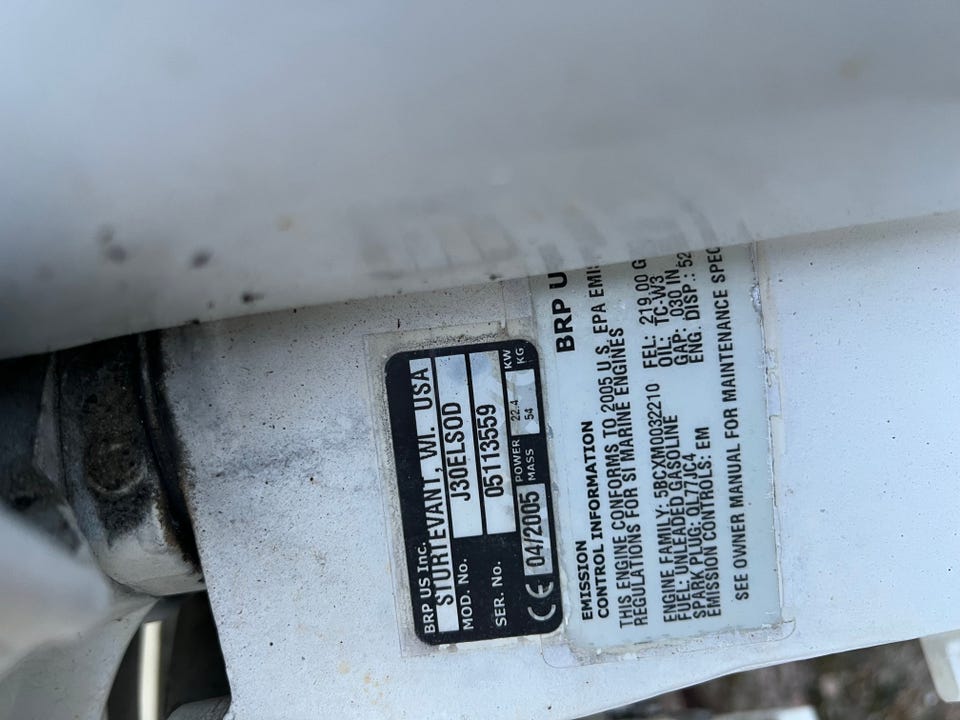 BRP US Inc.
STURTEVANT, WI. USA
MOD. No. J30ELSOD
SER. No. 05113559
CE 04/2005 POWER 22.4 KW
MASS 54 KG
BRP U
EMISSION
CONTROL INFORMATION
THIS ENGINE CONFORMS TO 2005 U.S. EPA EMIS
REGULATIONS FOR SI MARINE ENGINES
ENGINE FAMILY: 5BCXM0032210 FEL: 219.00 G
FUEL: UNLEADED GASOLINE OIL: TC-W3
SPARK PLUG: QL77JC4 GAP: .030 IN
EMISSION CONTROLS: EM ENG. DISP.: 52
SEE OWNER MANUAL FOR MAINTENANCE SPEC